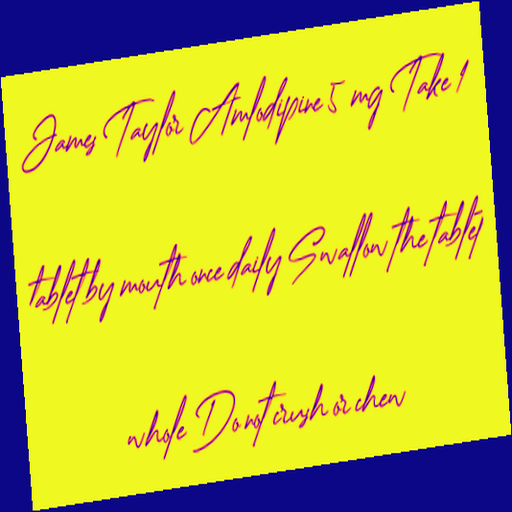 James Taylor Amlodipine 5 mg Take 1
tablet by mouth once daily Swallow the tablet
whole Do not crush or chew